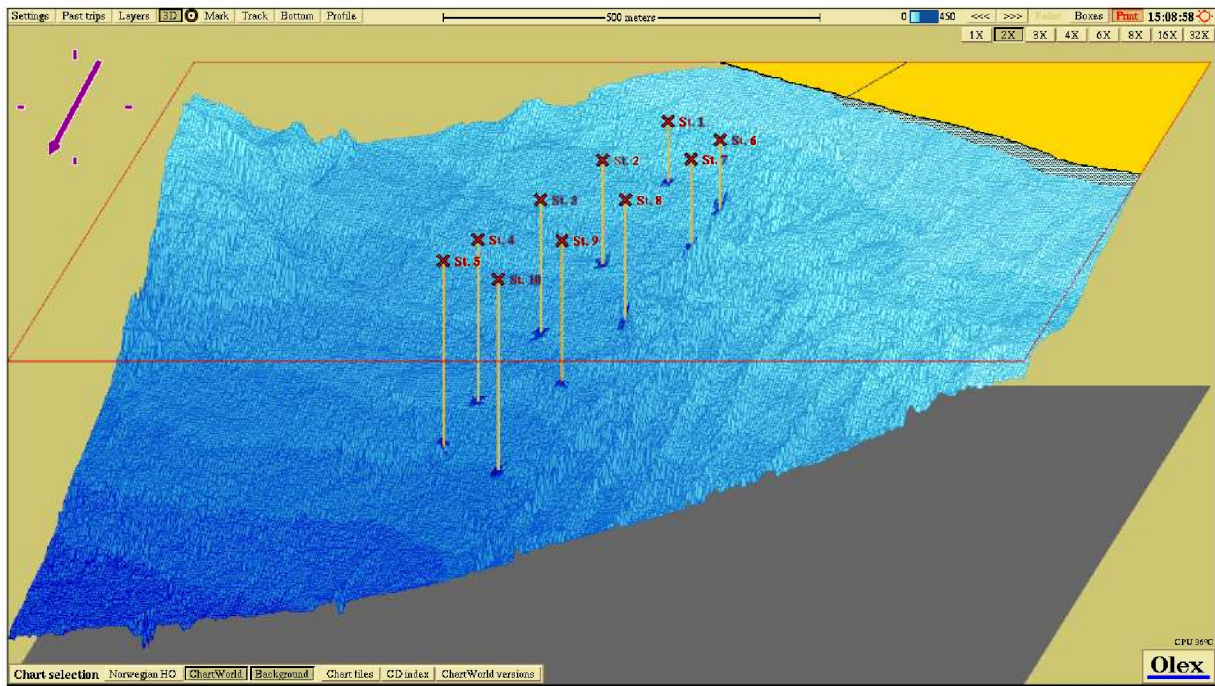 Settings Past trips Layers 3D Mark Track Bottom Profile 500 meters 0 450 <<< >>> Boxes Print 15:08:58
1X 2X 3X 4X 6X 8X 16X 32X
St. 1
St. 6
St. 2
St. 7
St. 3
St. 8
St. 4
St. 9
St. 5
St. 10
CPU 36°C
Chart selection Norwegian HO ChartWorld Background Chart files CD index ChartWorld versions
Olex